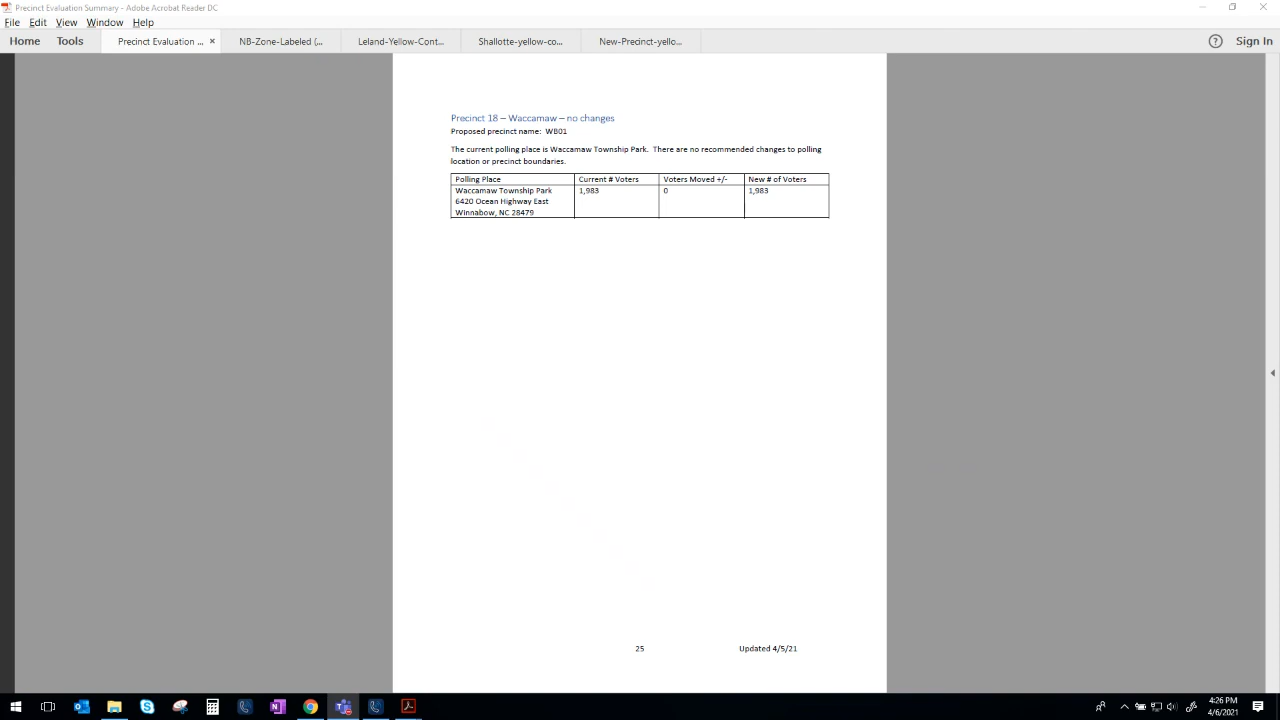 Precinct Evaluation Summary - Adobe Acrobat Reader DC
File Edit View Window Help
Home Tools Precinct Evaluation ... × NB-Zone-Labeled (... Leland-Yellow-Cont... Shallotte-yellow-co... New-Precinct-yello... ? Sign In
Precinct 18 – Waccamaw – no changes
Proposed precinct name: WB01
The current polling place is Waccamaw Township Park. There are no recommended changes to polling
location or precinct boundaries.
Polling Place Current # Voters Voters Moved +/- New # of Voters
Waccamaw Township Park 1,983 0 1,983
6420 Ocean Highway East
Winnabow, NC 28479
25 Updated 4/5/21
4:26 PM
4/6/2021